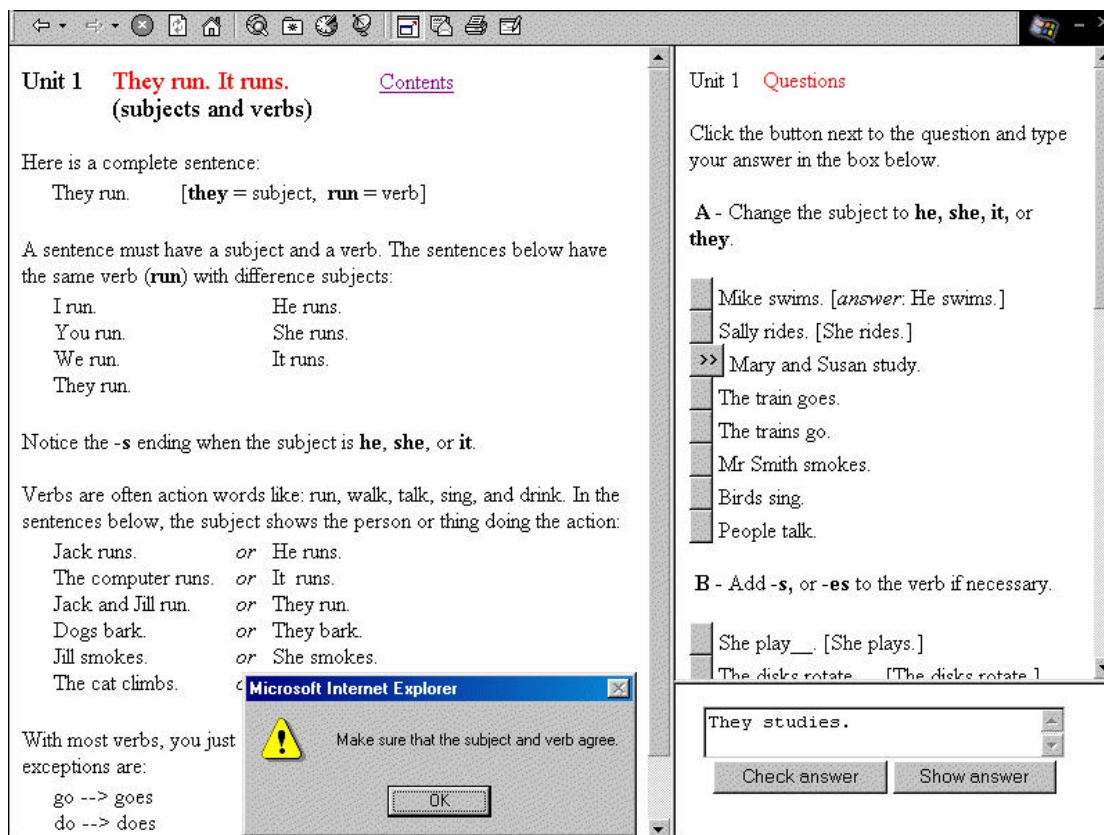 Unit 1 They run. It runs. Contents
(subjects and verbs)
Here is a complete sentence:
They run. [they = subject, run = verb]
A sentence must have a subject and a verb. The sentences below have
the same verb (run) with difference subjects:
I run. He runs.
You run. She runs.
We run. It runs.
They run.
Notice the -s ending when the subject is he, she, or it.
Verbs are often action words like: run, walk, talk, sing, and drink. In the
sentences below, the subject shows the person or thing doing the action:
Jack runs. or He runs.
The computer runs. or It runs.
Jack and Jill run. or They run.
Dogs bark. or They bark.
Jill smokes. or She smokes.
The cat climbs.
With most verbs, you just
exceptions are:
go --> goes
do --> does
Microsoft Internet Explorer
Make sure that the subject and verb agree.
OK
Unit 1 Questions
Click the button next to the question and type
your answer in the box below.
A - Change the subject to he, she, it, or
they.
Mike swims. [answer: He swims.]
Sally rides. [She rides.]
>> Mary and Susan study.
The train goes.
The trains go.
Mr Smith smokes.
Birds sing.
People talk.
B - Add -s, or -es to the verb if necessary.
She play__. [She plays.]
The disks rotate__. [The disks rotate.]
They studies.
Check answer Show answer